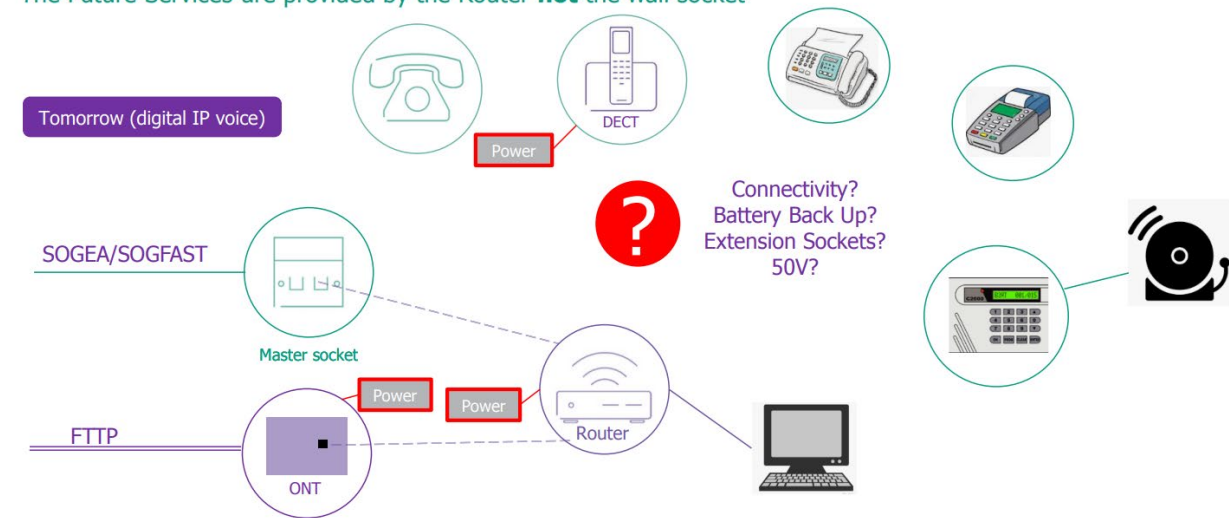 The Future Services are provided by the Router not the wall socket
Tomorrow (digital IP voice)
DECT
Power
Connectivity?
Battery Back Up?
Extension Sockets?
50V?
?
SOGEA/SOGFAST
Master socket
Power
Power
Router
FTTP
ONT